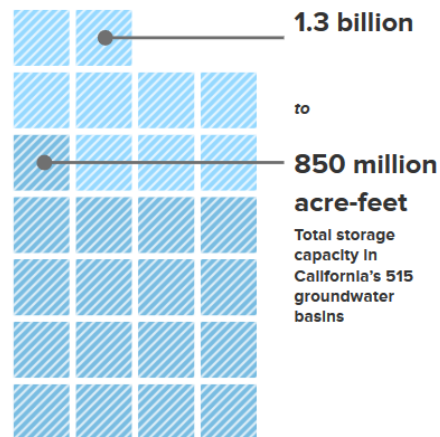 1.3 billion
to
850 million
acre-feet
Total storage
capacity in
California's 515
groundwater
basins